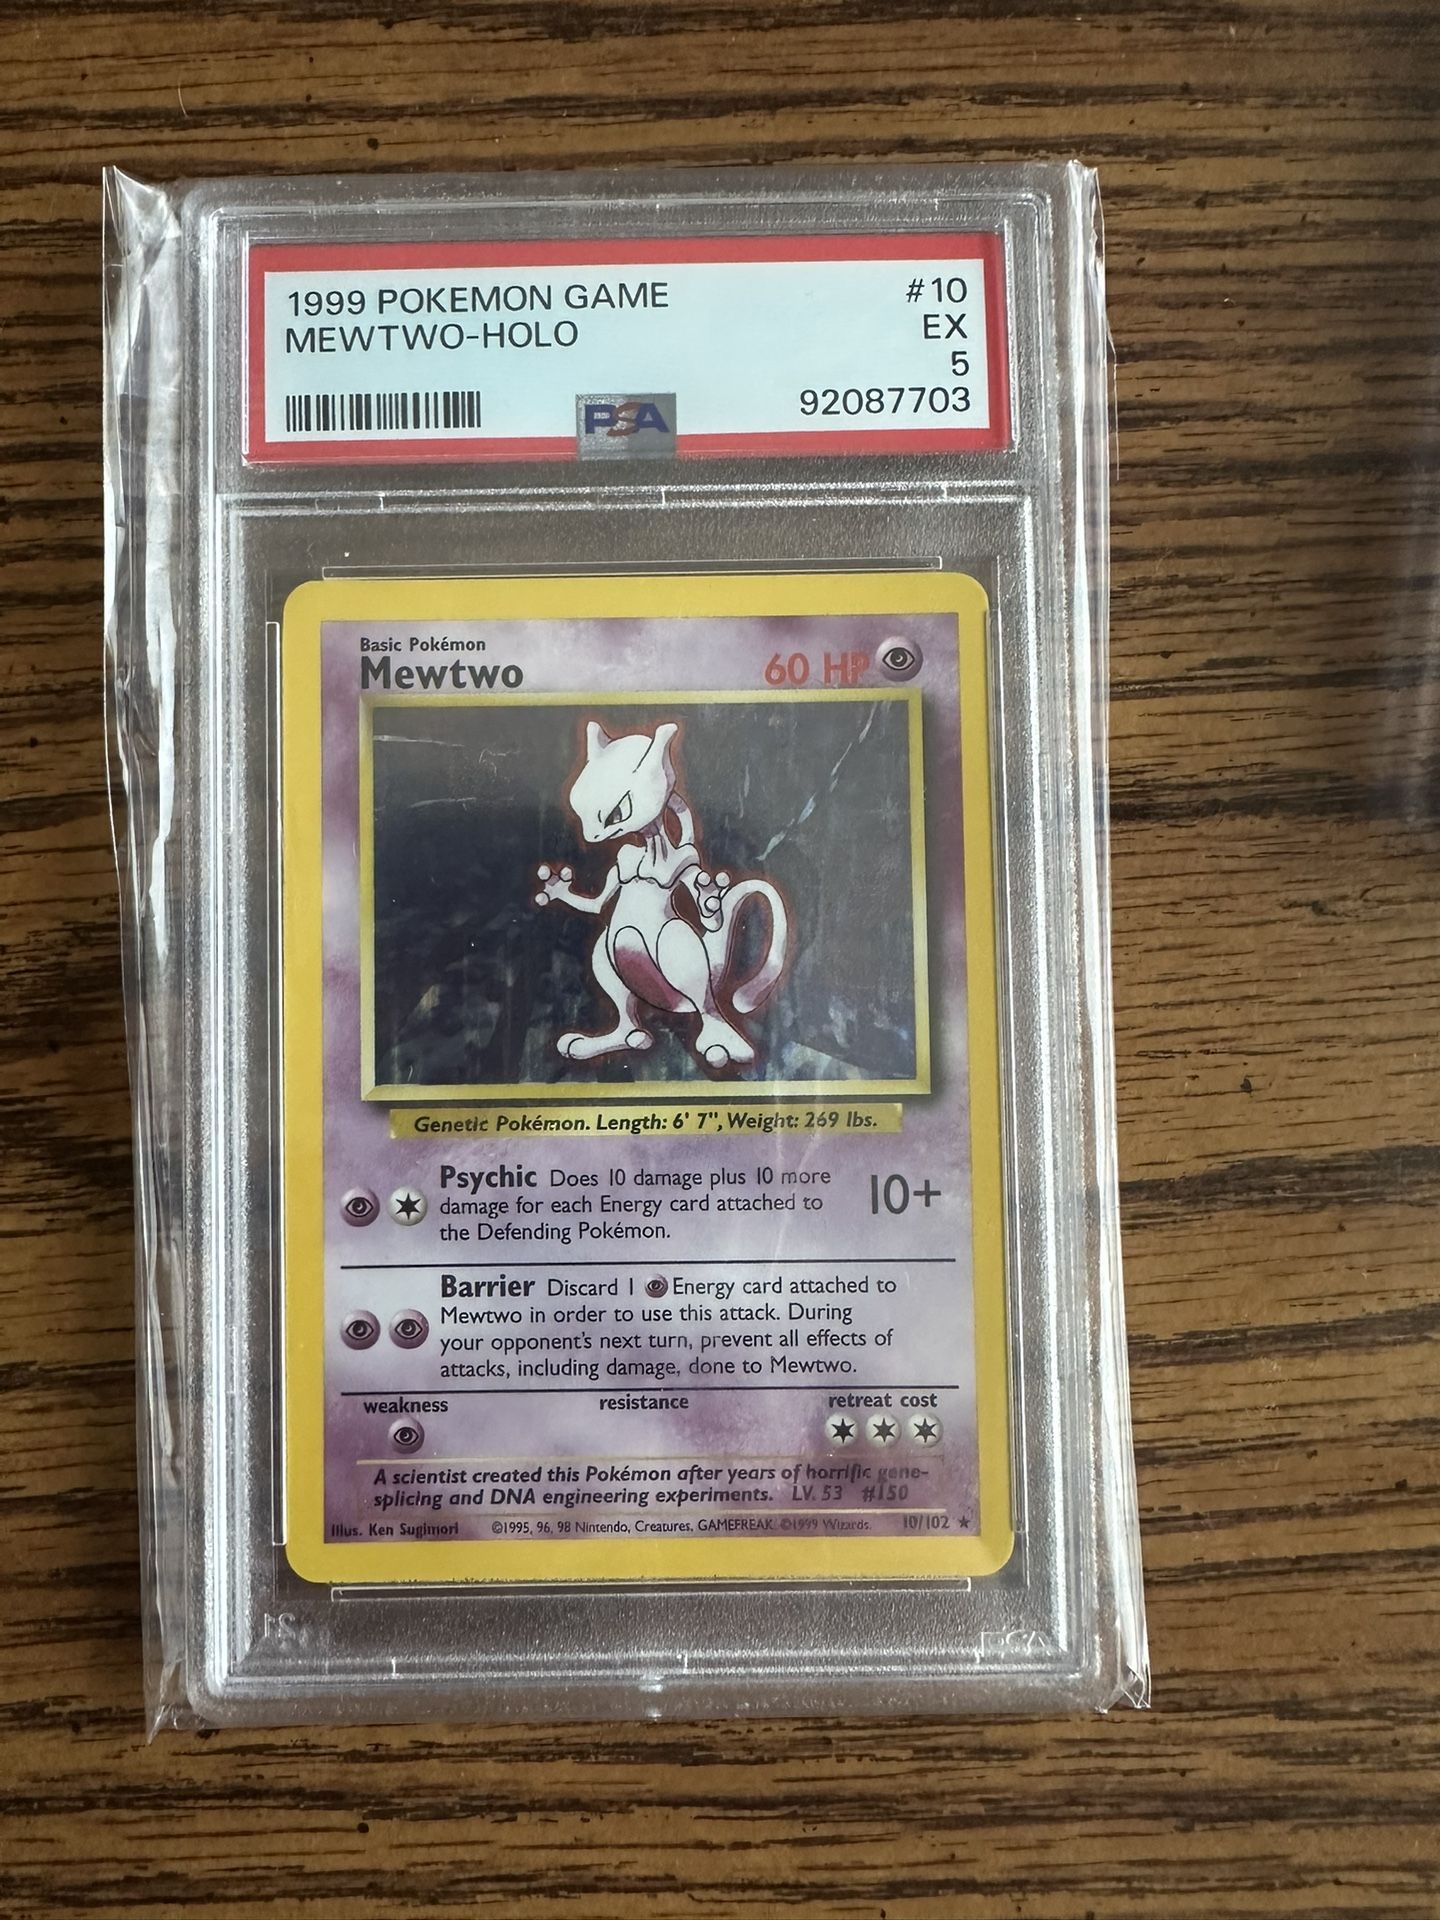 1999 POKEMON GAME #10
MEWTWO-HOLO EX
5
PSA 92087703
Basic Pokémon
Mewtwo 60 HP
Genetic Pokémon. Length: 6' 7", Weight: 269 lbs.
Psychic Does 10 damage plus 10 more
damage for each Energy card attached to
the Defending Pokémon.
10+
Barrier Discard 1 Energy card attached to
Mewtwo in order to use this attack. During
your opponent's next turn, prevent all effects of
attacks, including damage, done to Mewtwo.
weakness resistance retreat cost
A scientist created this Pokémon after years of horrific gene-
splicing and DNA engineering experiments. LV. 53 #150
Illus. Ken Sugimori ©1995, 96, 98 Nintendo, Creatures, GAMEFREAK. ©1999 Wizards. 10/102 ★